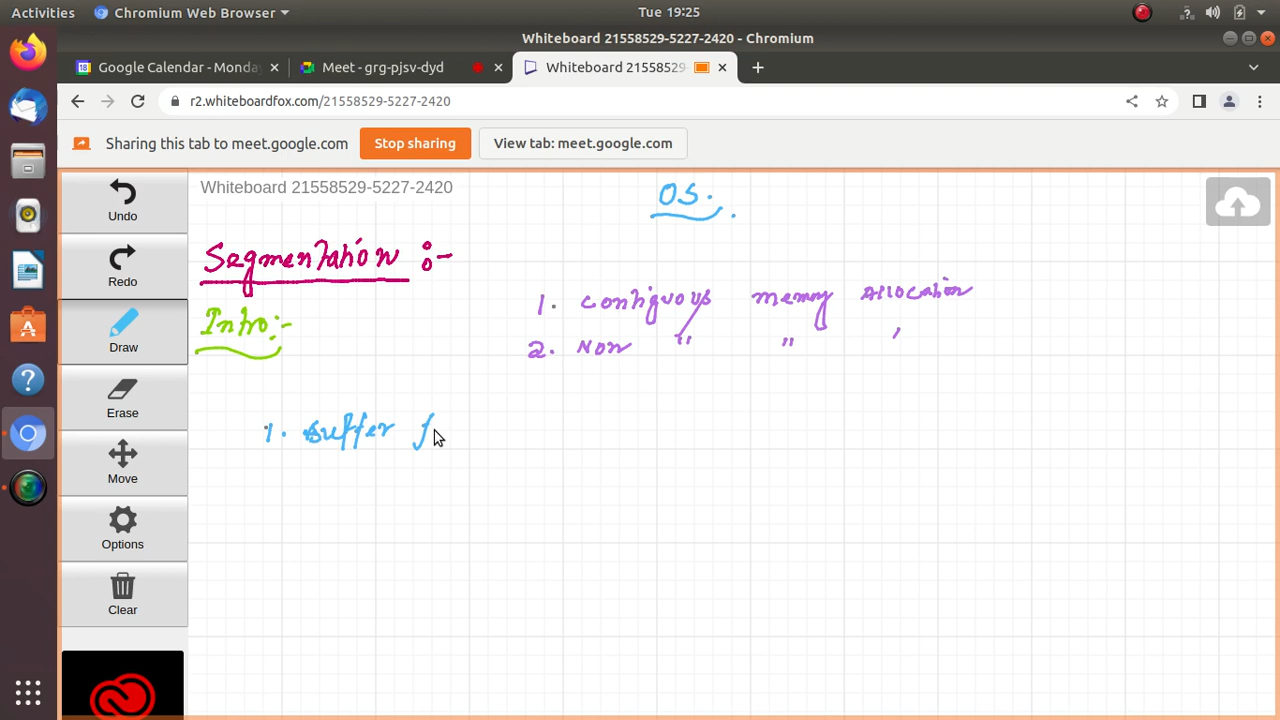 Activities Chromium Web Browser Tue 19:25
Whiteboard 21558529-5227-2420 - Chromium
Google Calendar - Monda Meet - grg-pjsv-dyd Whiteboard 21558529-
r2.whiteboardfox.com/21558529-5227-2420
Sharing this tab to meet.google.com Stop sharing View tab: meet.google.com
Whiteboard 21558529-5227-2420
OS.
Segmentation :-
1. Contiguous memory Allocation
Intro:-
2. Non " " '
1. Suffer f
Undo
Redo
Draw
Erase
Move
Options
Clear